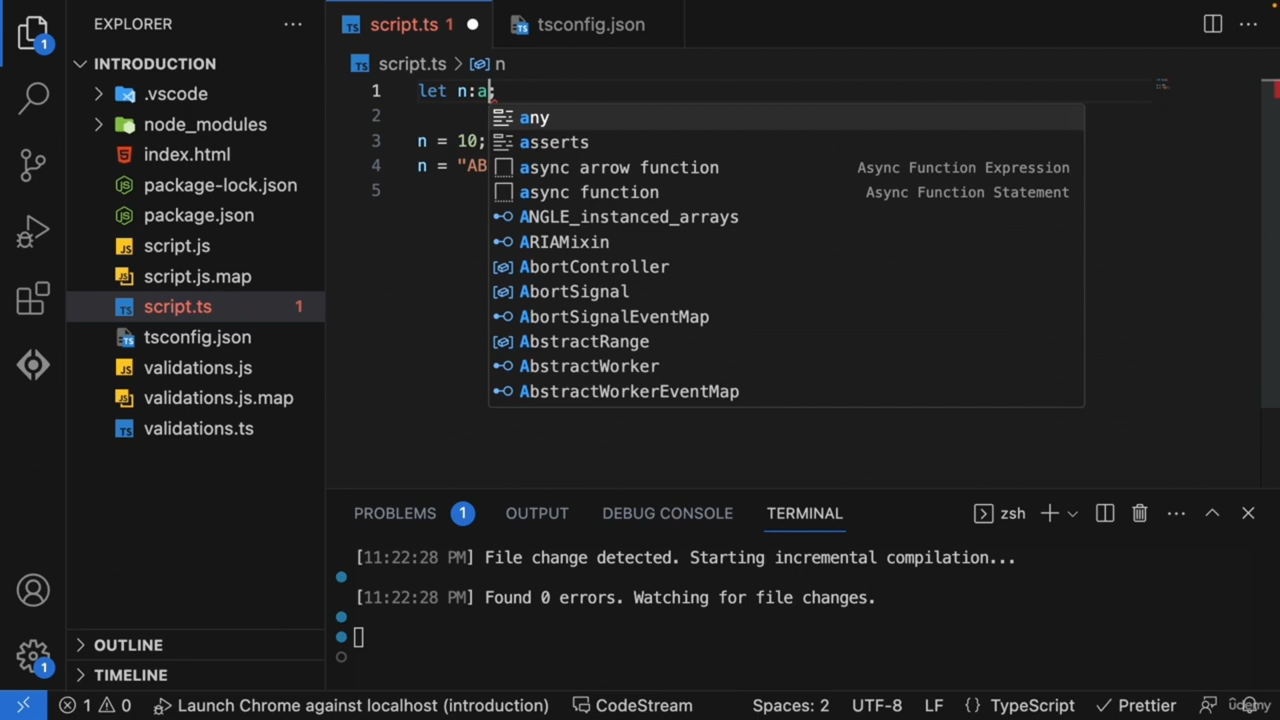 EXPLORER
script.ts 1
tsconfig.json
INTRODUCTION
.vscode
node_modules
index.html
package-lock.json
package.json
script.js
script.js.map
script.ts 1
tsconfig.json
validations.js
validations.js.map
validations.ts
OUTLINE
TIMELINE
script.ts > n
1 let n:a;
2
3 n = 10;
4 n = "AB
5
any
asserts
async arrow function Async Function Expression
async function Async Function Statement
ANGLE_instanced_arrays
ARIAMixin
AbortController
AbortSignal
AbortSignalEventMap
AbstractRange
AbstractWorker
AbstractWorkerEventMap
PROBLEMS 1 OUTPUT DEBUG CONSOLE TERMINAL zsh
[11:22:28 PM] File change detected. Starting incremental compilation...
[11:22:28 PM] Found 0 errors. Watching for file changes.
1 0 Launch Chrome against localhost (introduction) CodeStream Spaces: 2 UTF-8 LF {} TypeScript Prettier
udemy